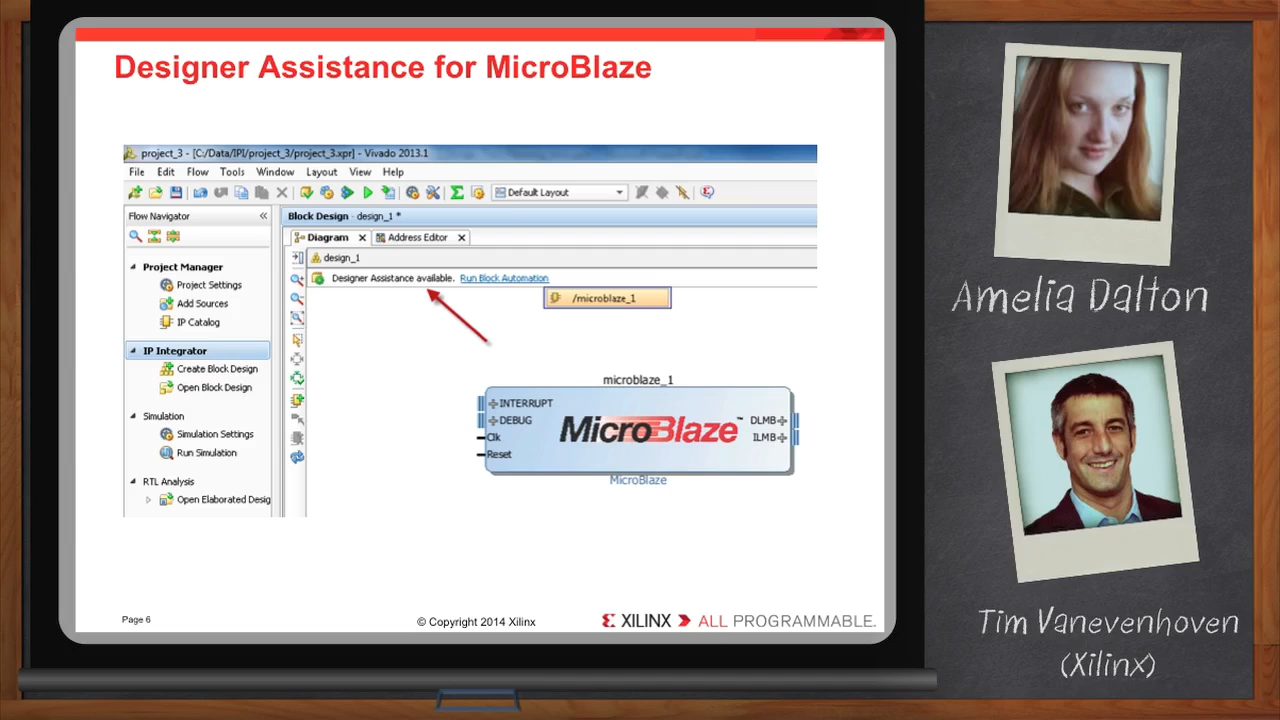 Designer Assistance for MicroBlaze
project_3 - [C:/Data/IPI/project_3/project_3.xpr] - Vivado 2013.1
File Edit Flow Tools Window Layout View Help
Default Layout
Flow Navigator
Block Design - design_1 *
Diagram Address Editor
design_1
Designer Assistance available. Run Block Automation
/microblaze_1
Project Manager
Project Settings
Add Sources
IP Catalog
IP Integrator
Create Block Design
Open Block Design
Simulation
Simulation Settings
Run Simulation
RTL Analysis
Open Elaborated Desig
microblaze_1
INTERRUPT
DEBUG
Clk
Reset
MicroBlaze™
DLMB
ILMB
MicroBlaze
Page 6
© Copyright 2014 Xilinx
XILINX ALL PROGRAMMABLE.
Amelia Dalton
Tim Vanevenhoven
(Xilinx)